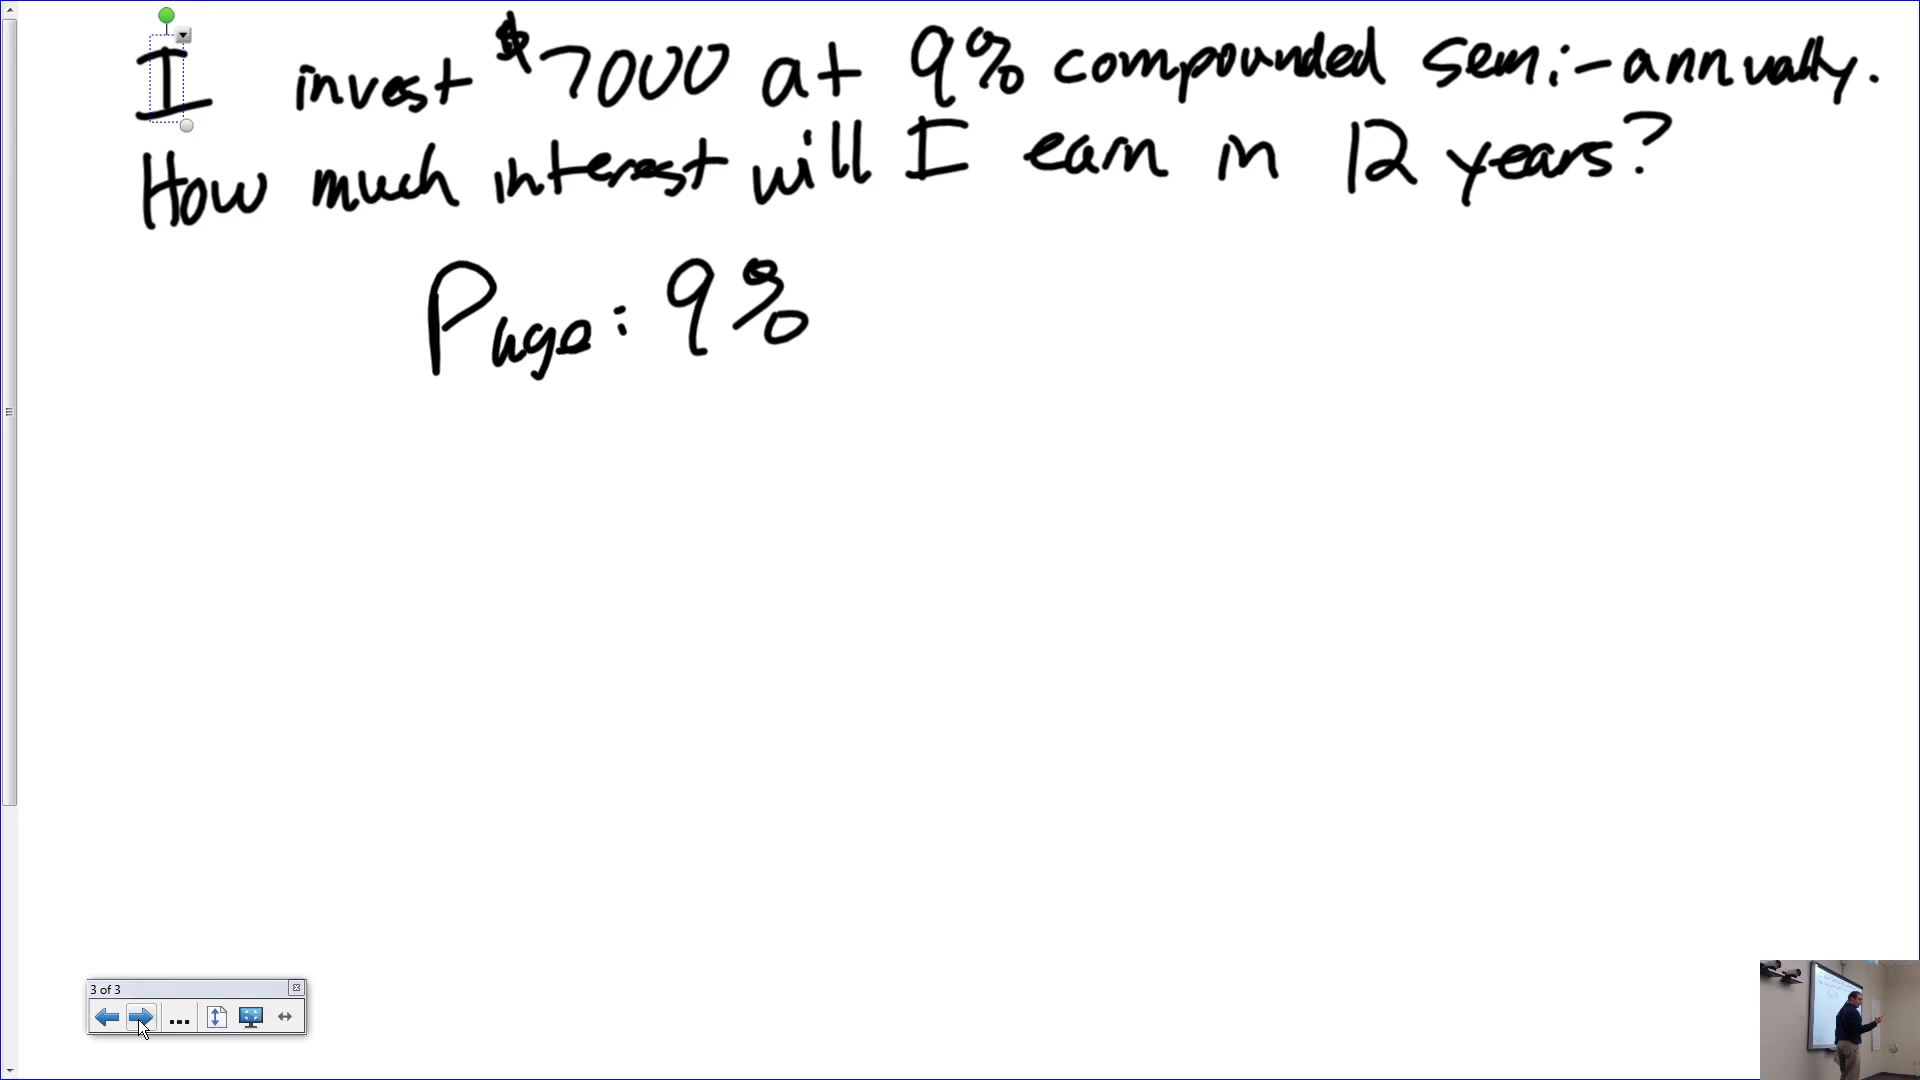 I invest $7000 at 9% compounded semi-annually.
How much interest will I earn in 12 years?
Page: 9%
3 of 3